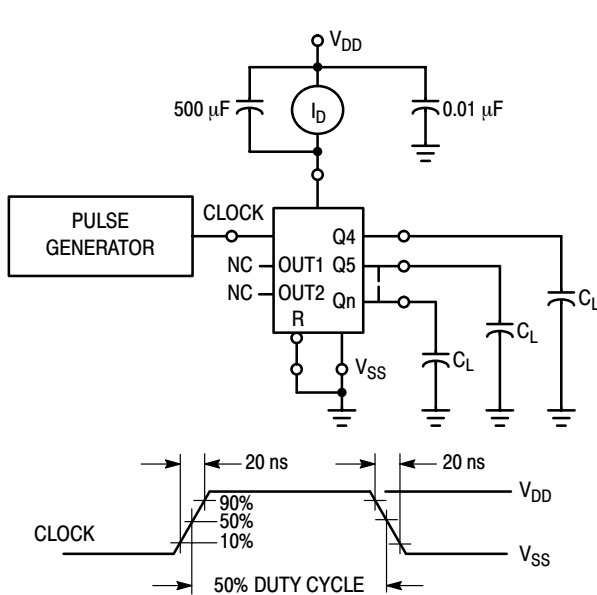 V_DD
500 µF
I_D
0.01 µF
PULSE
GENERATOR
CLOCK
Q4
NC
OUT1
Q5
NC
OUT2
Qn
R
C_L
C_L
C_L
V_SS
20 ns
20 ns
90%
50%
10%
CLOCK
V_DD
V_SS
50% DUTY CYCLE